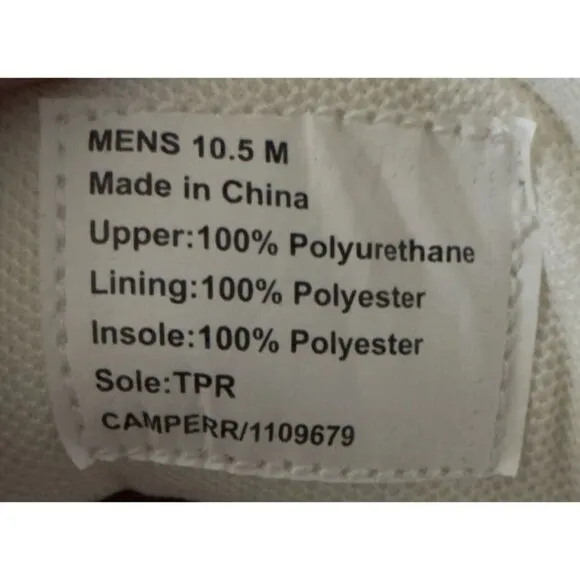 MENS 10.5 M
Made in China
Upper:100% Polyurethane
Lining:100% Polyester
Insole:100% Polyester
Sole:TPR
CAMPERR/1109679